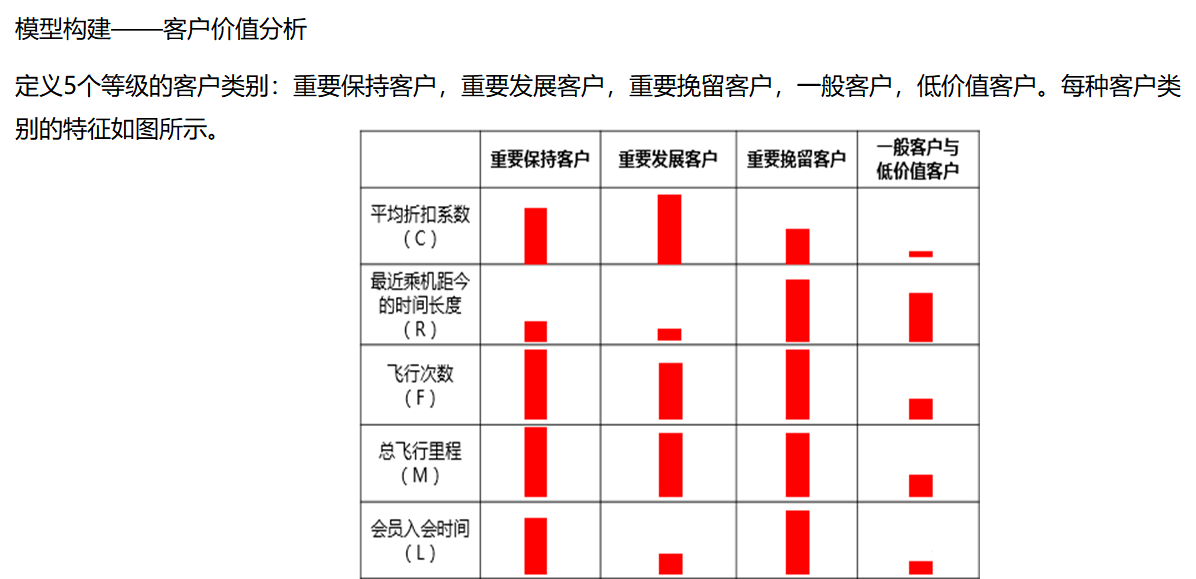 模型构建——客户价值分析
定义5个等级的客户类别：重要保持客户，重要发展客户，重要挽留客户，一般客户，低价值客户。每种客户类
别的特征如图所示。
重要保持客户 重要发展客户 重要挽留客户 一般客户与
低价值客户
平均折扣系数
（C）
最近乘机距今
的时间长度
（R）
飞行次数
（F）
总飞行里程
（M）
会员入会时间
（L）